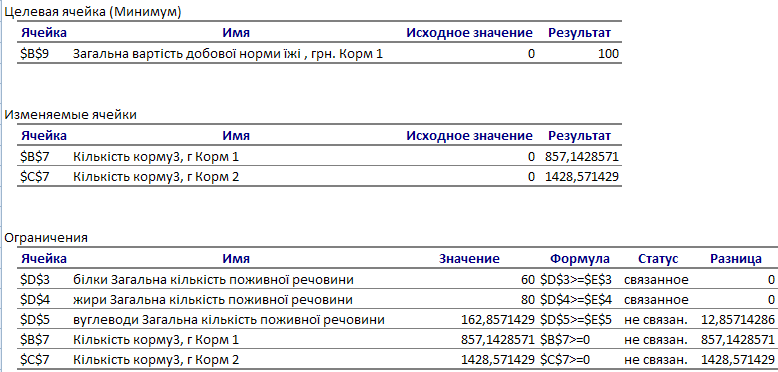 Целевая ячейка (Минимум)
Ячейка Имя Исходное значение Результат
$B$9 Загальна вартість добової норми їжі , грн. Корм 1 0 100
Изменяемые ячейки
Ячейка Имя Исходное значение Результат
$B$7 Кількість корму3, г Корм 1 0 857,1428571
$C$7 Кількість корму3, г Корм 2 0 1428,571429
Ограничения
Ячейка Имя Значение Формула Статус Разница
$D$3 білки Загальна кількість поживної речовини 60 $D$3>=$E$3 связанное 0
$D$4 жири Загальна кількість поживної речовини 80 $D$4>=$E$4 связанное 0
$D$5 вуглеводи Загальна кількість поживної речовини 162,8571429 $D$5>=$E$5 не связан. 12,85714286
$B$7 Кількість корму3, г Корм 1 857,1428571 $B$7>=0 не связан. 857,1428571
$C$7 Кількість корму3, г Корм 2 1428,571429 $C$7>=0 не связан. 1428,571429